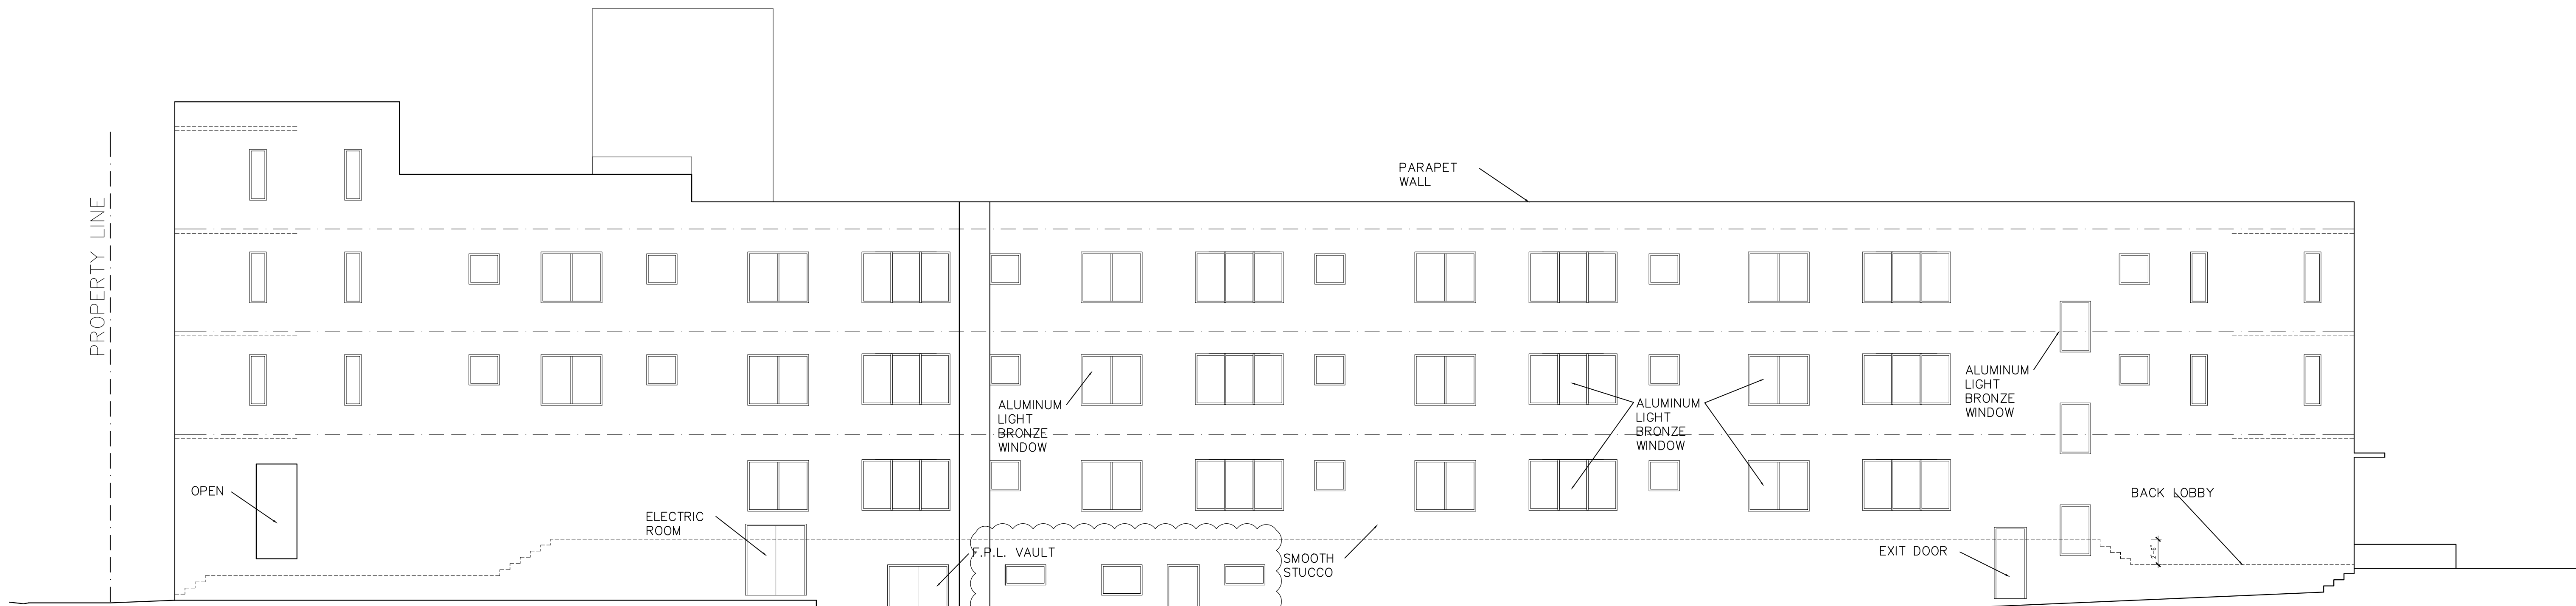 PROPERTY LINE
PARAPET
WALL
ALUMINUM
LIGHT
BRONZE
WINDOW
ALUMINUM
LIGHT
BRONZE
WINDOW
ALUMINUM
LIGHT
BRONZE
WINDOW
OPEN
ELECTRIC
ROOM
F.P.L. VAULT
SMOOTH
STUCCO
EXIT DOOR
BACK LOBBY